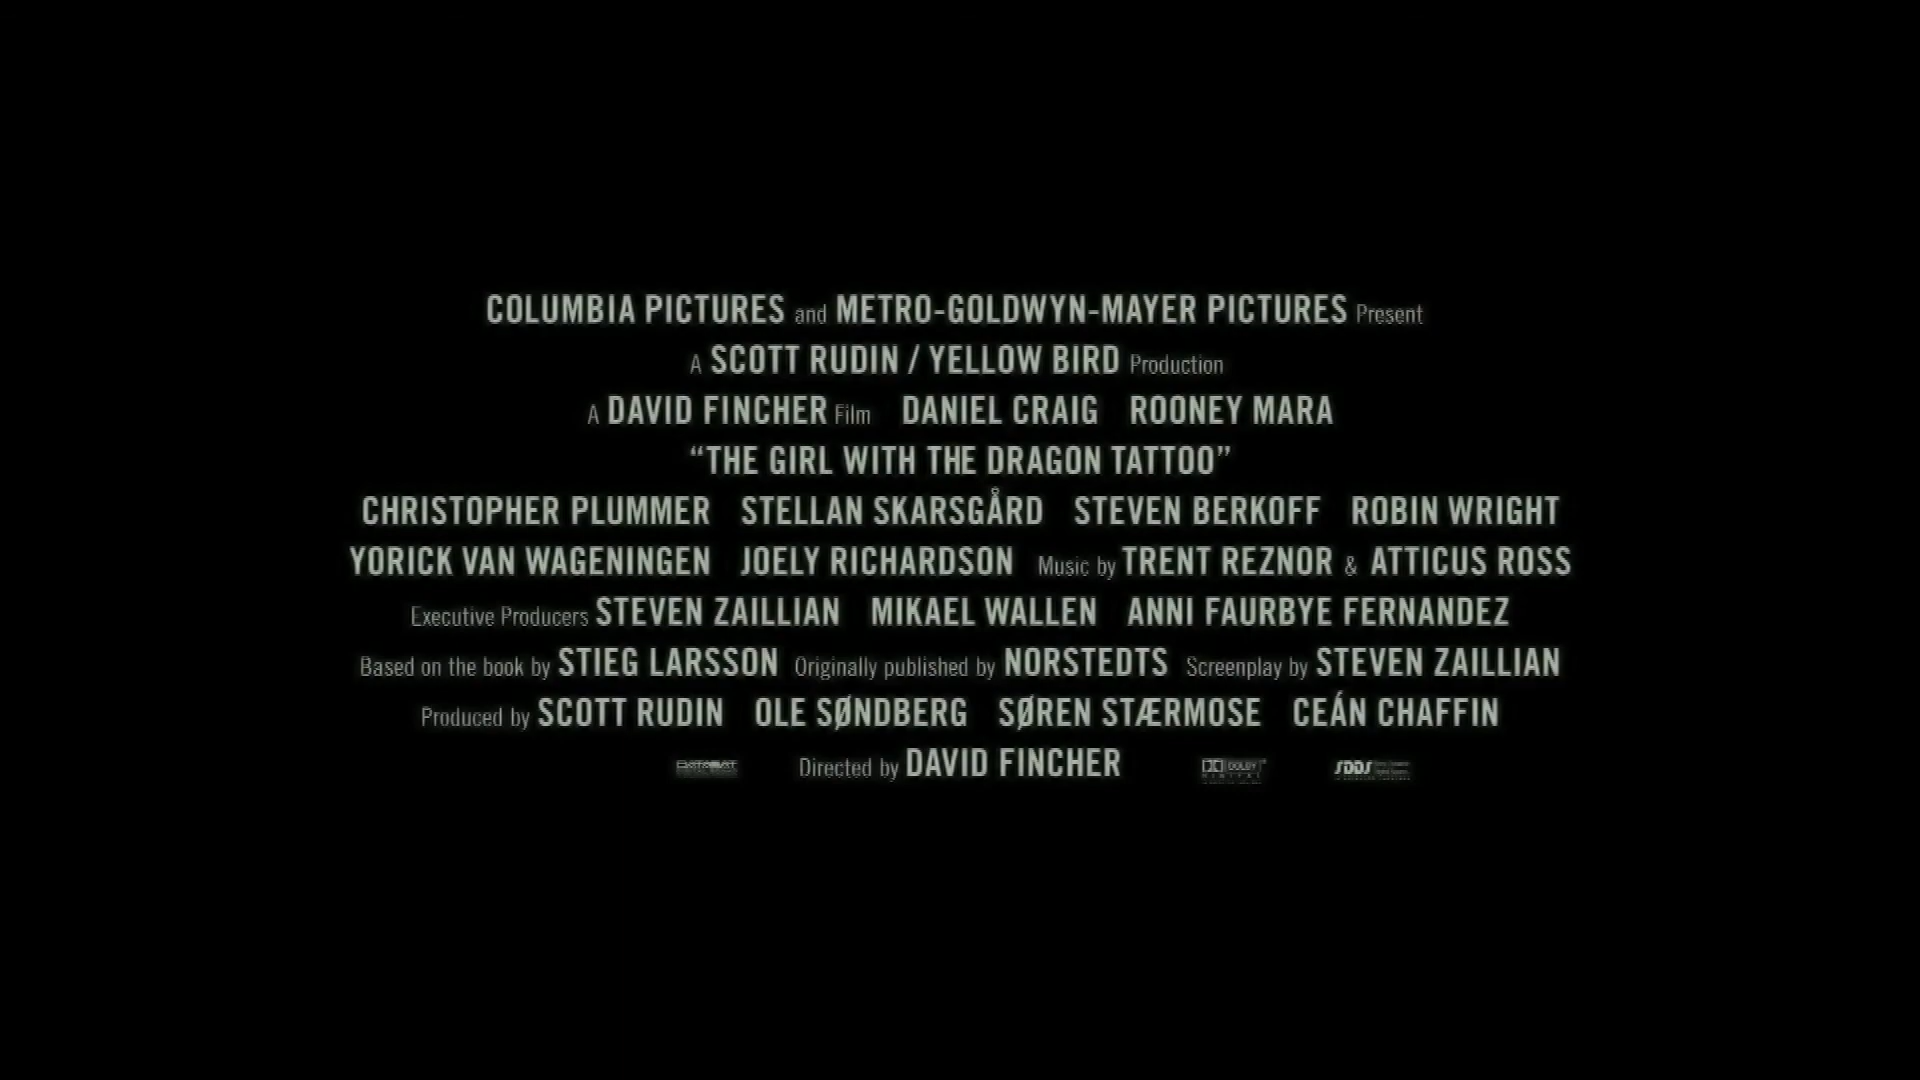 COLUMBIA PICTURES and METRO-GOLDWYN-MAYER PICTURES Present
A SCOTT RUDIN / YELLOW BIRD Production
A DAVID FINCHER Film DANIEL CRAIG ROONEY MARA
“THE GIRL WITH THE DRAGON TATTOO”
CHRISTOPHER PLUMMER STELLAN SKARSGÅRD STEVEN BERKOFF ROBIN WRIGHT
YORICK VAN WAGENINGEN JOELY RICHARDSON Music by TRENT REZNOR & ATTICUS ROSS
Executive Producers STEVEN ZAILLIAN MIKAEL WALLEN ANNI FAURBYE FERNANDEZ
Based on the book by STIEG LARSSON Originally published by NORSTEDTS Screenplay by STEVEN ZAILLIAN
Produced by SCOTT RUDIN OLE SØNDBERG SØREN STÆRMOSE CEÁN CHAFFIN
Directed by DAVID FINCHER DOLBY DIGITAL SDDS